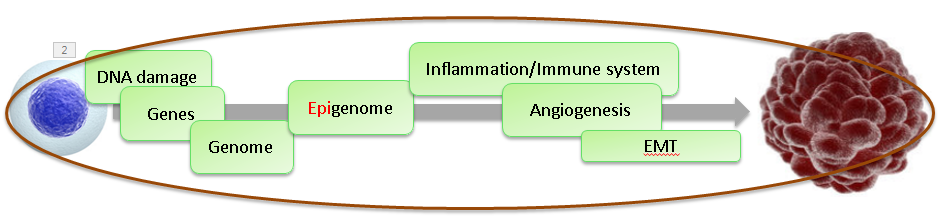 2
DNA damage
Genes
Genome
Epigenome
Inflammation/Immune system
Angiogenesis
EMT